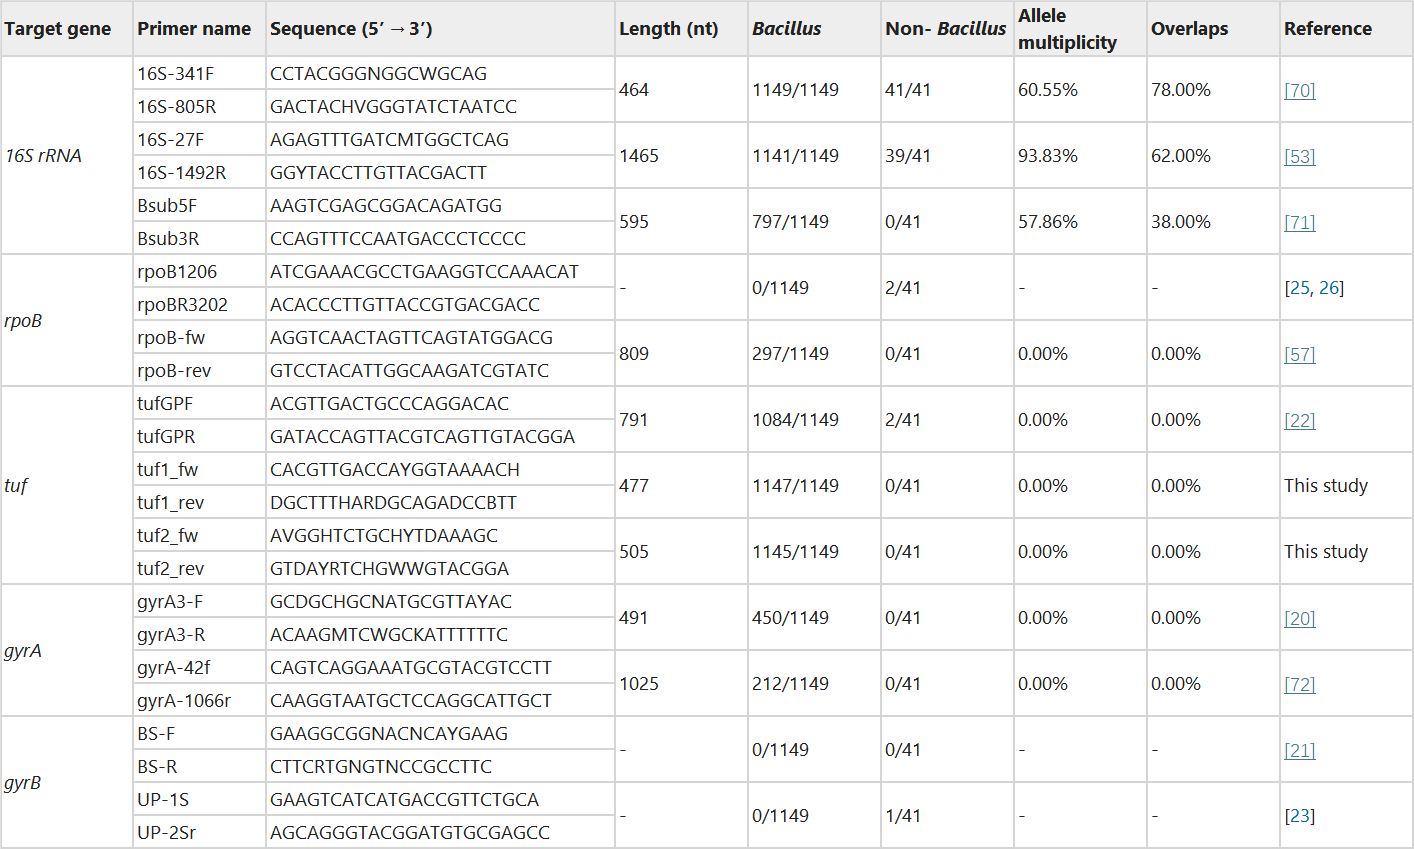 Target gene Primer name Sequence (5’ → 3’) Length (nt) Bacillus Non- Bacillus Allele multiplicity Overlaps Reference
16S rRNA 16S-341F CCTACGGGNGGCWGCAG 464 1149/1149 41/41 60.55% 78.00% [70]
16S-805R GACTACHVGGGTATCTAATCC
16S-27F AGAGTTTGATCMTGGCTCAG 1465 1141/1149 39/41 93.83% 62.00% [53]
16S-1492R GGYTACCTTGTTACGACTT
Bsub5F AAGTCGAGCGGACAGATGG 595 797/1149 0/41 57.86% 38.00% [71]
Bsub3R CCAGTTTCCAATGACCCTCCCC
rpoB rpoB1206 ATCGAAACGCCTGAAGGTCCAAACAT - 0/1149 2/41 - - [25, 26]
rpoBR3202 ACACCCTTGTTACCGTGACGACC
rpoB-fw AGGTCAACTAGTTCAGTATGGACG 809 297/1149 0/41 0.00% 0.00% [57]
rpoB-rev GTCCTACATTGGCAAGATCGTATC
tuf tufGPF ACGTTGACTGCCCAGGACAC 791 1084/1149 2/41 0.00% 0.00% [22]
tufGPR GATACCAGTTACGTCAGTTGTACGGA
tuf1_fw CACGTTGACCAYGGTAAAACH 477 1147/1149 0/41 0.00% 0.00% This study
tuf1_rev DGCTTTHARDGCAGADCCBTT
tuf2_fw AVGGHTCTGCHYTDAAAGC 505 1145/1149 0/41 0.00% 0.00% This study
tuf2_rev GTDAYRTCHGWWGTACGGA
gyrA gyrA3-F GCDGCHGCNATGCGTTAYAC 491 450/1149 0/41 0.00% 0.00% [20]
gyrA3-R ACAAGMTCWGCKATTTTTTC
gyrA-42f CAGTCAGGAAATGCGTACGTCCTT 1025 212/1149 0/41 0.00% 0.00% [72]
gyrA-1066r CAAGGTAATGCTCCAGGCATTGCT
gyrB BS-F GAAGGCGGNACNCAYGAAG - 0/1149 0/41 - - [21]
BS-R CTTCRTGNGTNCCGCCTTC
UP-1S GAAGTCATCATGACCGTTCTGCA - 0/1149 1/41 - - [23]
UP-2Sr AGCAGGGTACGGATGTGCGAGCC